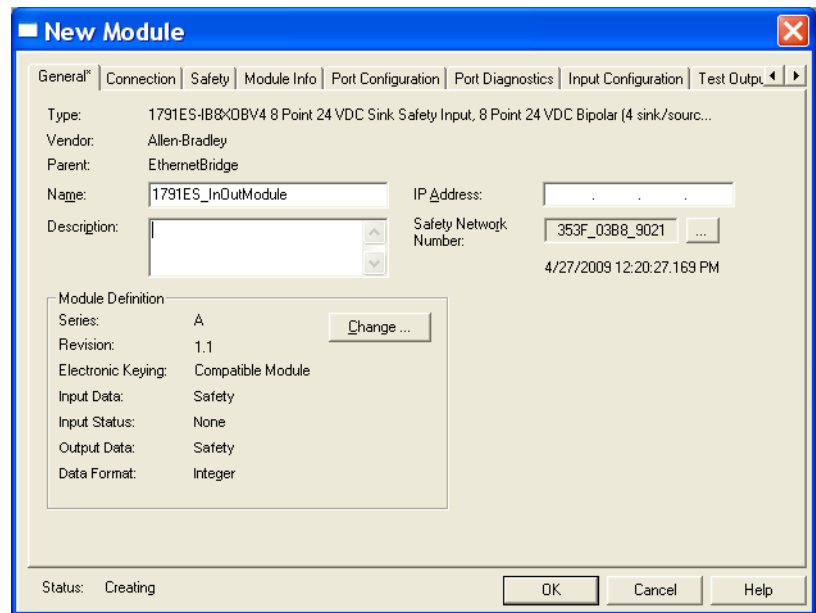 New Module
General* Connection Safety Module Info Port Configuration Port Diagnostics Input Configuration Test Outpu
Type: 1791ES-IB8XOBV4 8 Point 24 VDC Sink Safety Input, 8 Point 24 VDC Bipolar (4 sink/sourc...
Vendor: Allen-Bradley
Parent: EthernetBridge
Name: 1791ES_InOutModule IP Address: . . .
Description: Safety Network Number: 353F_03B8_9021 ...
4/27/2009 12:20:27.169 PM
Module Definition
Series: A Change ...
Revision: 1.1
Electronic Keying: Compatible Module
Input Data: Safety
Input Status: None
Output Data: Safety
Data Format: Integer
Status: Creating OK Cancel Help